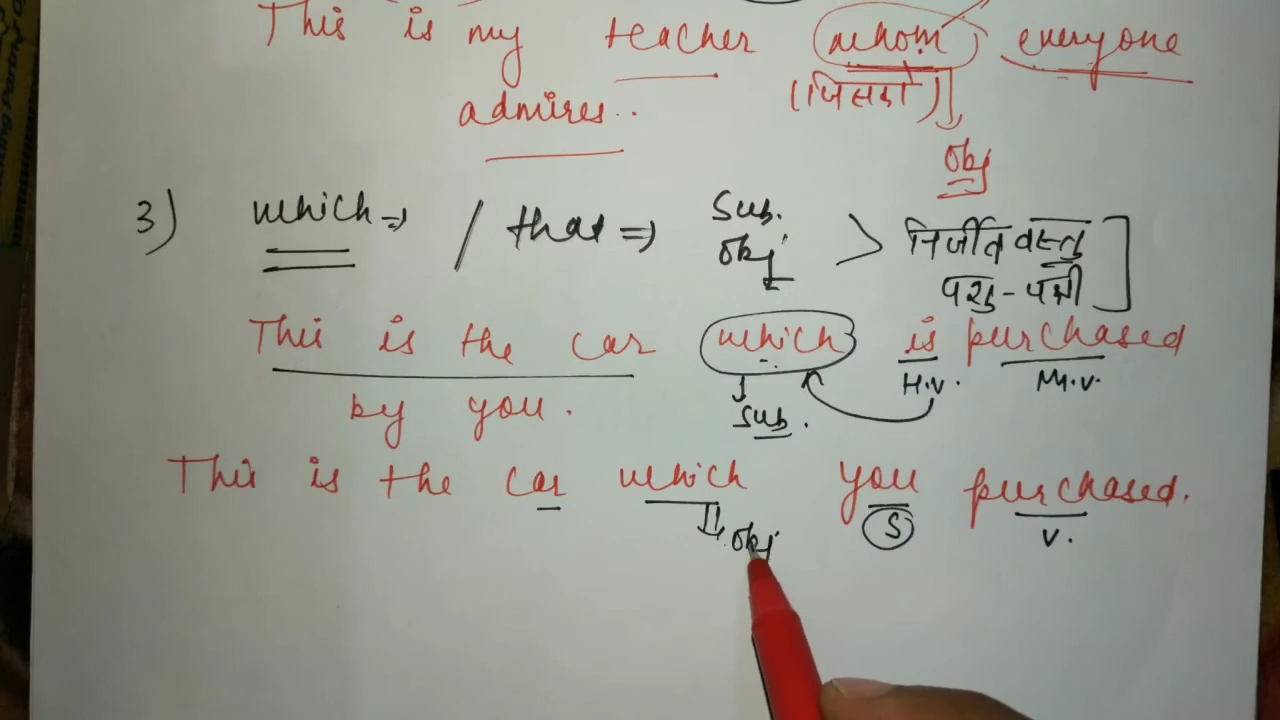 This is my teacher whom everyone
admires.. (जिसको)
obj
3) which => / that => Sub. obj > निर्जीव वस्तु पशु-पक्षी ]
This is the car which is purchased
H.v. M.v.
by you. Sub.
This is the car which you purchased.
obj S v.